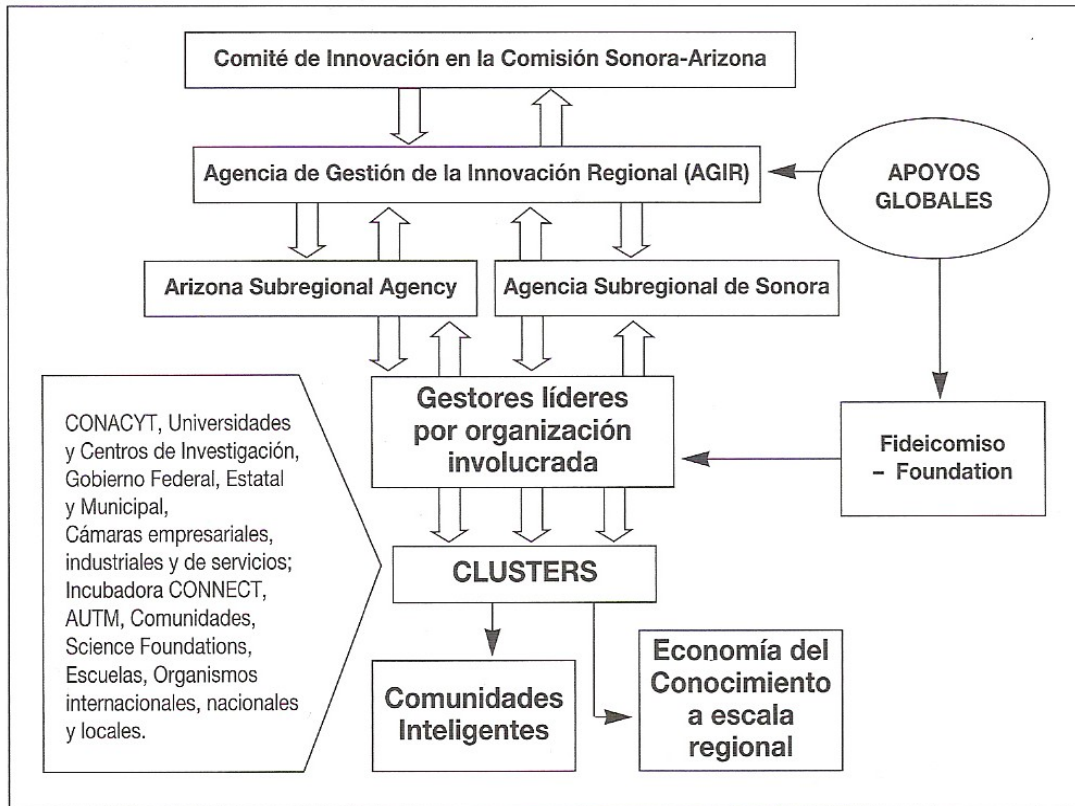 Comité de Innovación en la Comisión Sonora-Arizona
Agencia de Gestión de la Innovación Regional (AGIR)
APOYOS
GLOBALES
Arizona Subregional Agency
Agencia Subregional de Sonora
Gestores líderes
por organización
involucrada
Fideicomiso
– Foundation
CONACYT, Universidades
y Centros de Investigación,
Gobierno Federal, Estatal
y Municipal,
Cámaras empresariales,
industriales y de servicios;
Incubadora CONNECT,
AUTM, Comunidades,
Science Foundations,
Escuelas, Organismos
internacionales, nacionales
y locales.
CLUSTERS
Comunidades
Inteligentes
Economía del
Conocimiento
a escala
regional